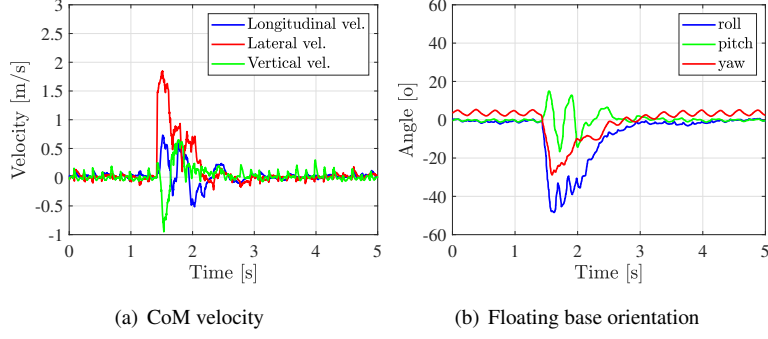 3
2.5
2
1.5
1
0.5
0
-0.5
-1
Velocity [m/s]
Longitudinal vel.
Lateral vel.
Vertical vel.
0 1 2 3 4 5
Time [s]
(a) CoM velocity
60
40
20
0
-20
-40
-60
Angle [o]
roll
pitch
yaw
0 1 2 3 4 5
Time [s]
(b) Floating base orientation